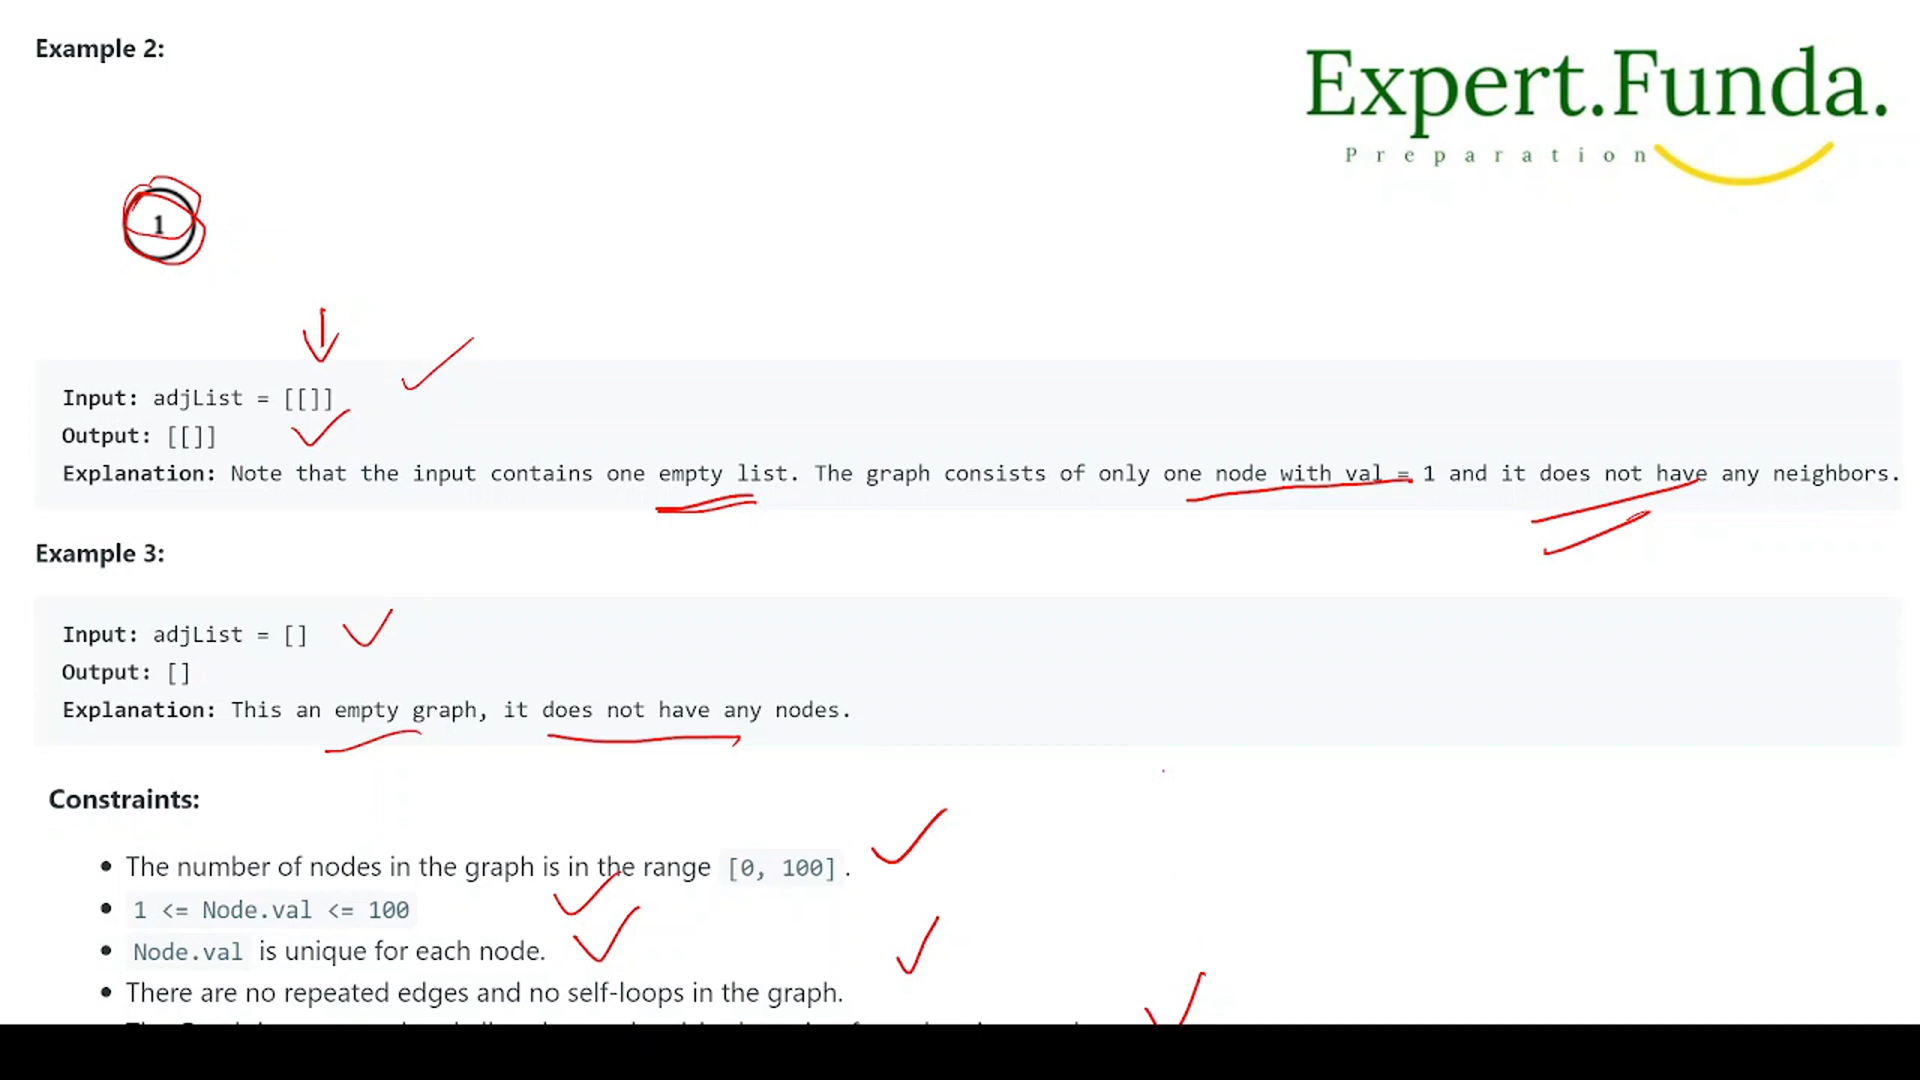 Example 2:
Expert.Funda.
Preparation
1
Input: adjList = [[]]
Output: [[]]
Explanation: Note that the input contains one empty list. The graph consists of only one node with val = 1 and it does not have any neighbors.
Example 3:
Input: adjList = []
Output: []
Explanation: This an empty graph, it does not have any nodes.
Constraints:
• The number of nodes in the graph is in the range [0, 100].
• 1 <= Node.val <= 100
• Node.val is unique for each node.
• There are no repeated edges and no self-loops in the graph.